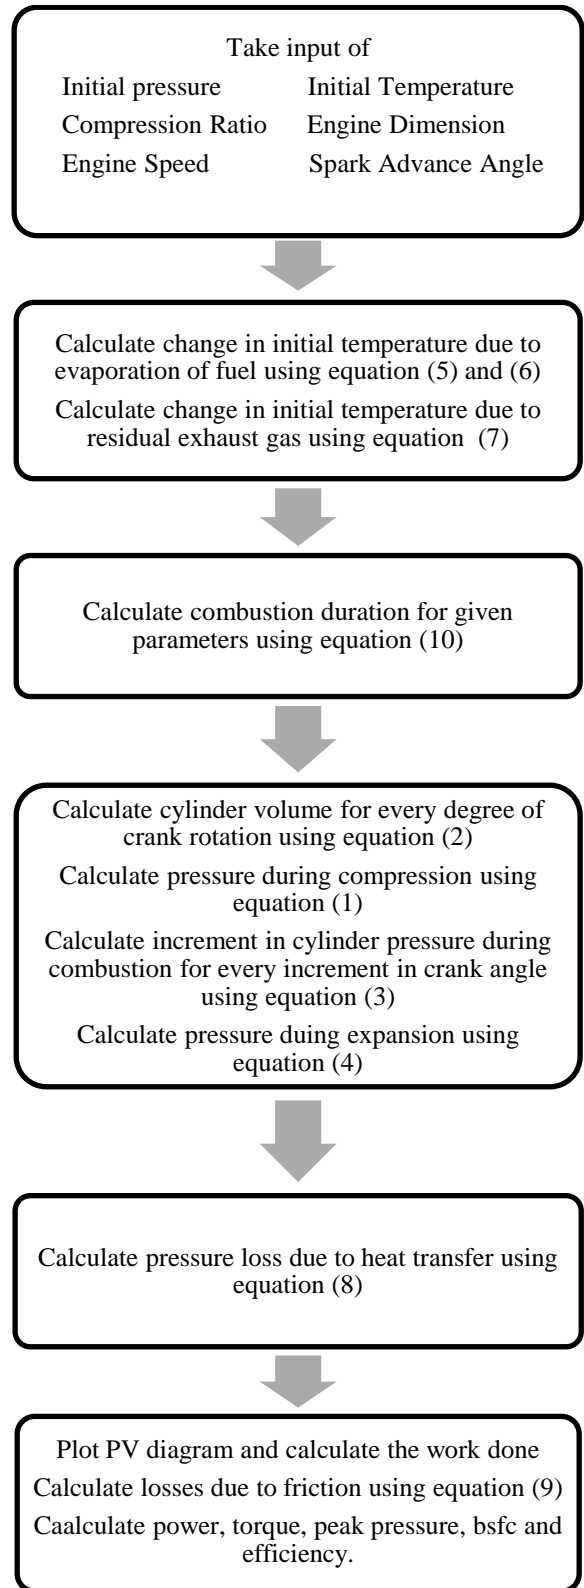 Take input of
Initial pressure Initial Temperature
Compression Ratio Engine Dimension
Engine Speed Spark Advance Angle
Calculate change in initial temperature due to
evaporation of fuel using equation (5) and (6)
Calculate change in initial temperature due to
residual exhaust gas using equation (7)
Calculate combustion duration for given
parameters using equation (10)
Calculate cylinder volume for every degree of
crank rotation using equation (2)
Calculate pressure during compression using
equation (1)
Calculate increment in cylinder pressure during
combustion for every increment in crank angle
using equation (3)
Calculate pressure duing expansion using
equation (4)
Calculate pressure loss due to heat transfer using
equation (8)
Plot PV diagram and calculate the work done
Calculate losses due to friction using equation (9)
Caalculate power, torque, peak pressure, bsfc and
efficiency.